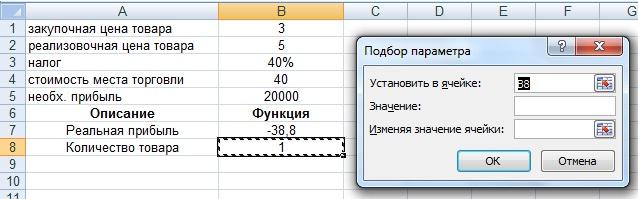 A B C D E F G
1 закупочная цена товара 3
2 реализовочная цена товара 5
3 налог 40%
4 стоимость места торговли 40
5 необх. прибыль 20000
6 Описание Функция
7 Реальная прибыль -38,8
8 Количество товара 1
9
10
11
Подбор параметра
?
Установить в ячейке: B8
Значение:
Изменяя значение ячейки:
ОК Отмена